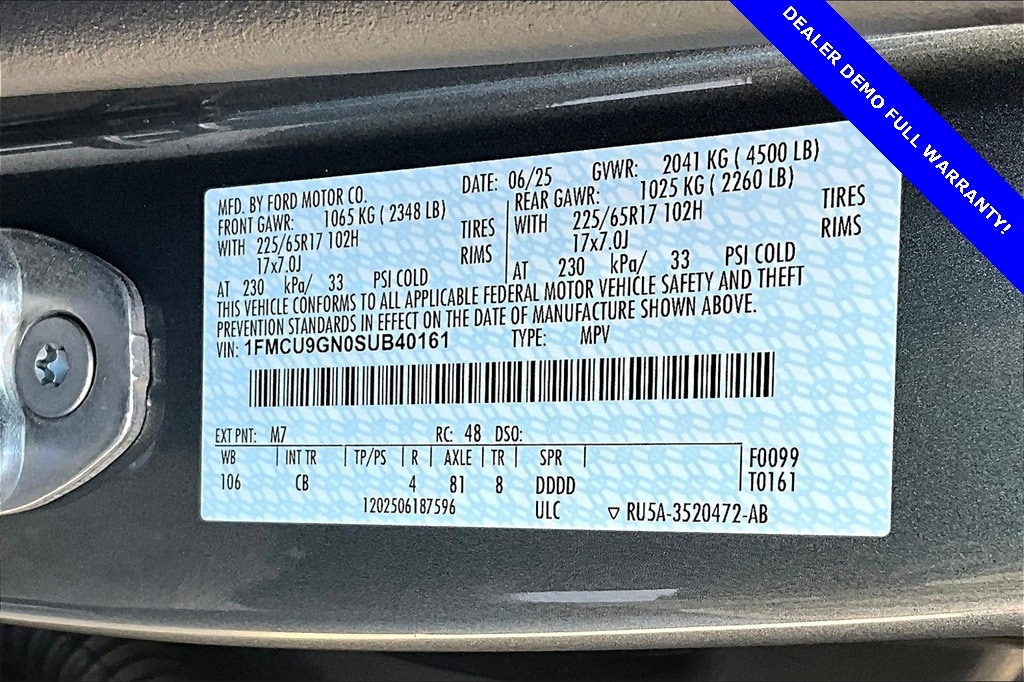 DEALER DEMO FULL WARRANTY!
MFD. BY FORD MOTOR CO. DATE: 06/25 GVWR: 2041 KG ( 4500 LB)
FRONT GAWR: 1065 KG ( 2348 LB) REAR GAWR: 1025 KG ( 2260 LB)
WITH 225/65R17 102H TIRES WITH 225/65R17 102H TIRES
17x7.0J RIMS 17x7.0J RIMS
AT 230 kPa/ 33 PSI COLD AT 230 kPa/ 33 PSI COLD
THIS VEHICLE CONFORMS TO ALL APPLICABLE FEDERAL MOTOR VEHICLE SAFETY AND THEFT
PREVENTION STANDARDS IN EFFECT ON THE DATE OF MANUFACTURE SHOWN ABOVE.
VIN: 1FMCU9GN0SUB40161 TYPE: MPV
EXT PNT: M7 RC: 48 DSO:
WB INT TR TP/PS R AXLE TR SPR F0099
106 CB 4 81 8 DDDD T0161
1202506187596 ULC ▽ RU5A-3520472-AB